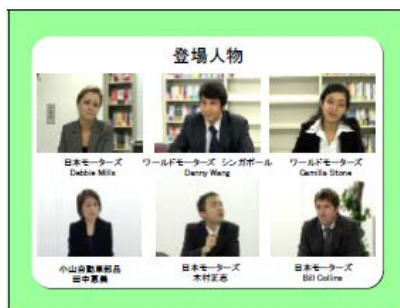 登場人物
日本モーターズ
Debbie Mills
ワールドモーターズ シンガポール
Danny Wang
ワールドモーターズ
Camilla Stone
小山自動車部品
田中恵美
日本モーターズ
木村正志
日本モーターズ
Bill Collins